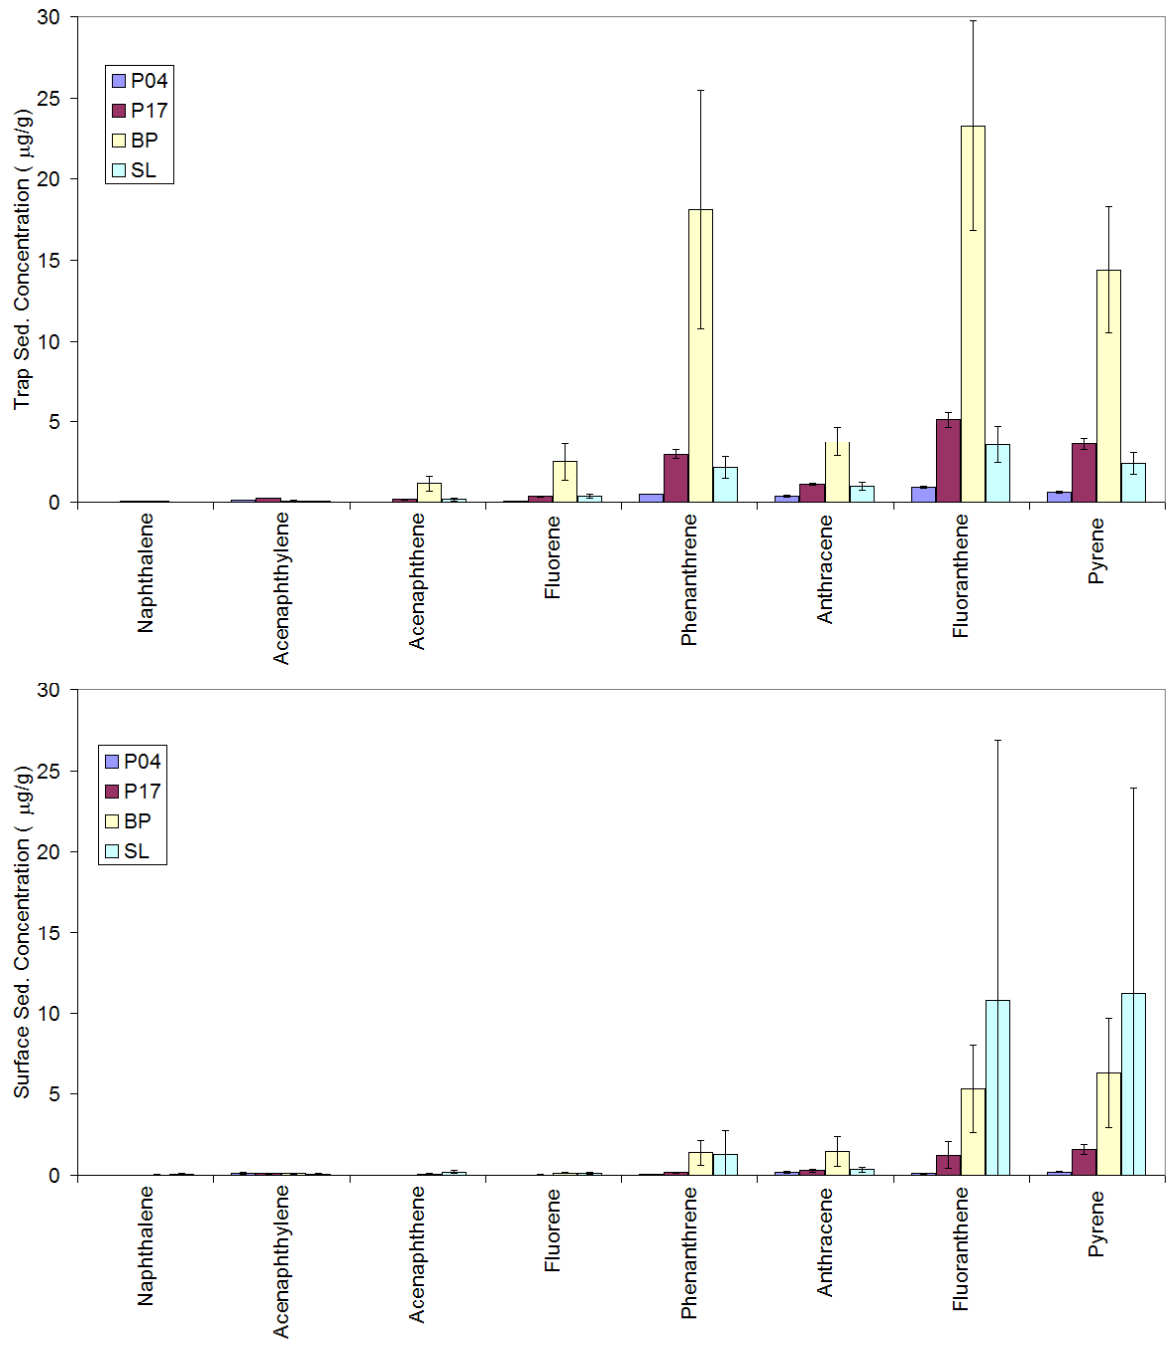 30
25
20
15
10
5
0
Trap Sed. Concentration ( µg/g)
P04
P17
BP
SL
Naphthalene
Acenaphthylene
Acenaphthene
Fluorene
Phenanthrene
Anthracene
Fluoranthene
Pyrene
30
25
20
15
10
5
0
Surface Sed. Concentration ( µg/g)
P04
P17
BP
SL
Naphthalene
Acenaphthylene
Acenaphthene
Fluorene
Phenanthrene
Anthracene
Fluoranthene
Pyrene